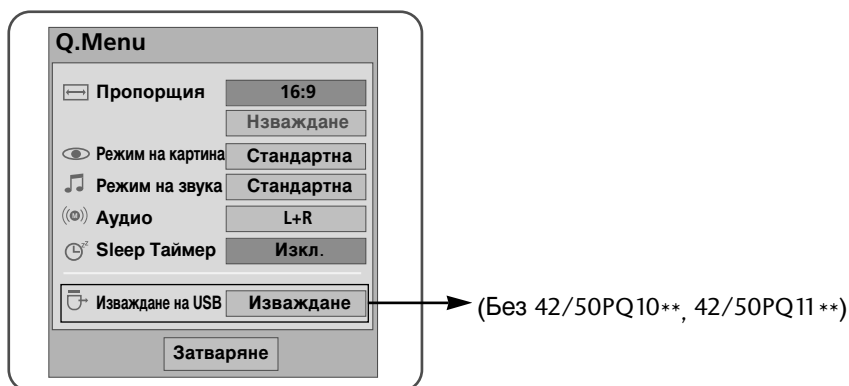 Q.Menu
Пропорщия 16:9
Нзваждане
Режим на картина Стандартна
Режим на звука Стандартна
Аудио L+R
Sleep Таймер Изкл.
Изваждане на USB Изваждане
(Без 42/50PQ10**, 42/50PQ11**)
Затваряне